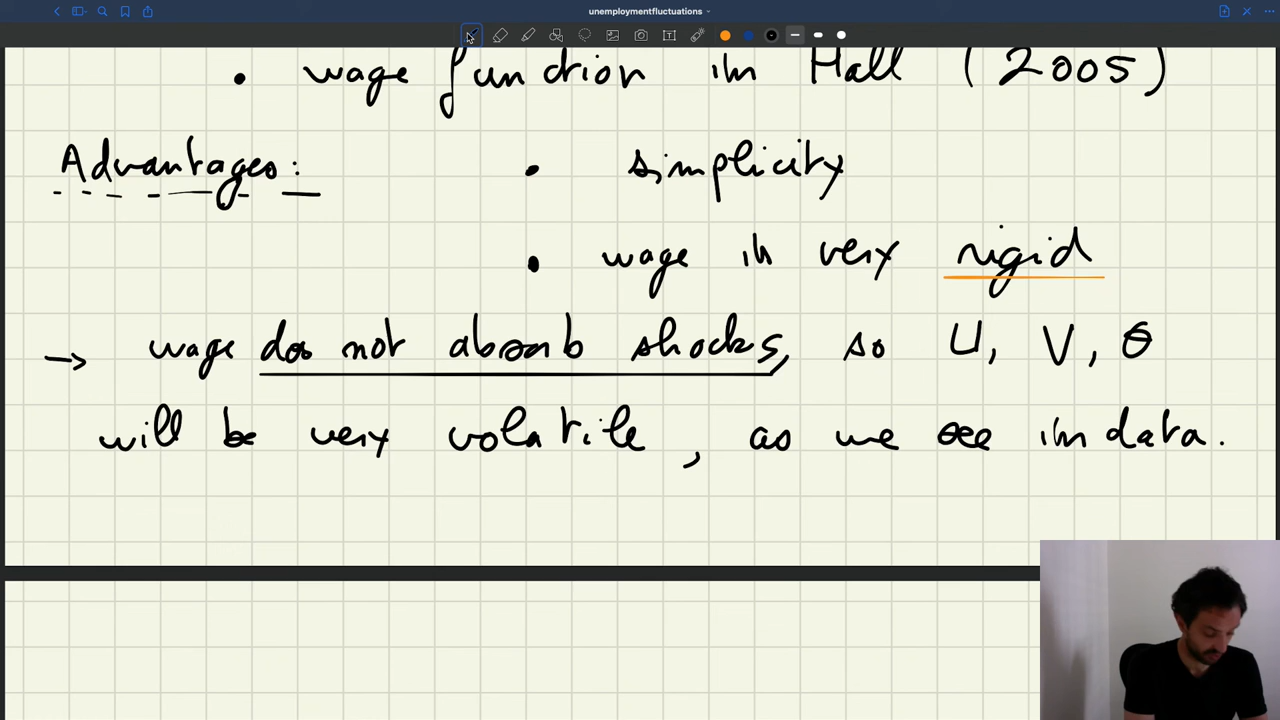 unemploymentfluctuations
• wage function in Hall (2005)
Advantages: • simplicity
• wage is very rigid
→ wage do not absorb shocks, so U, V, θ
will be very volatile, as we see in data.